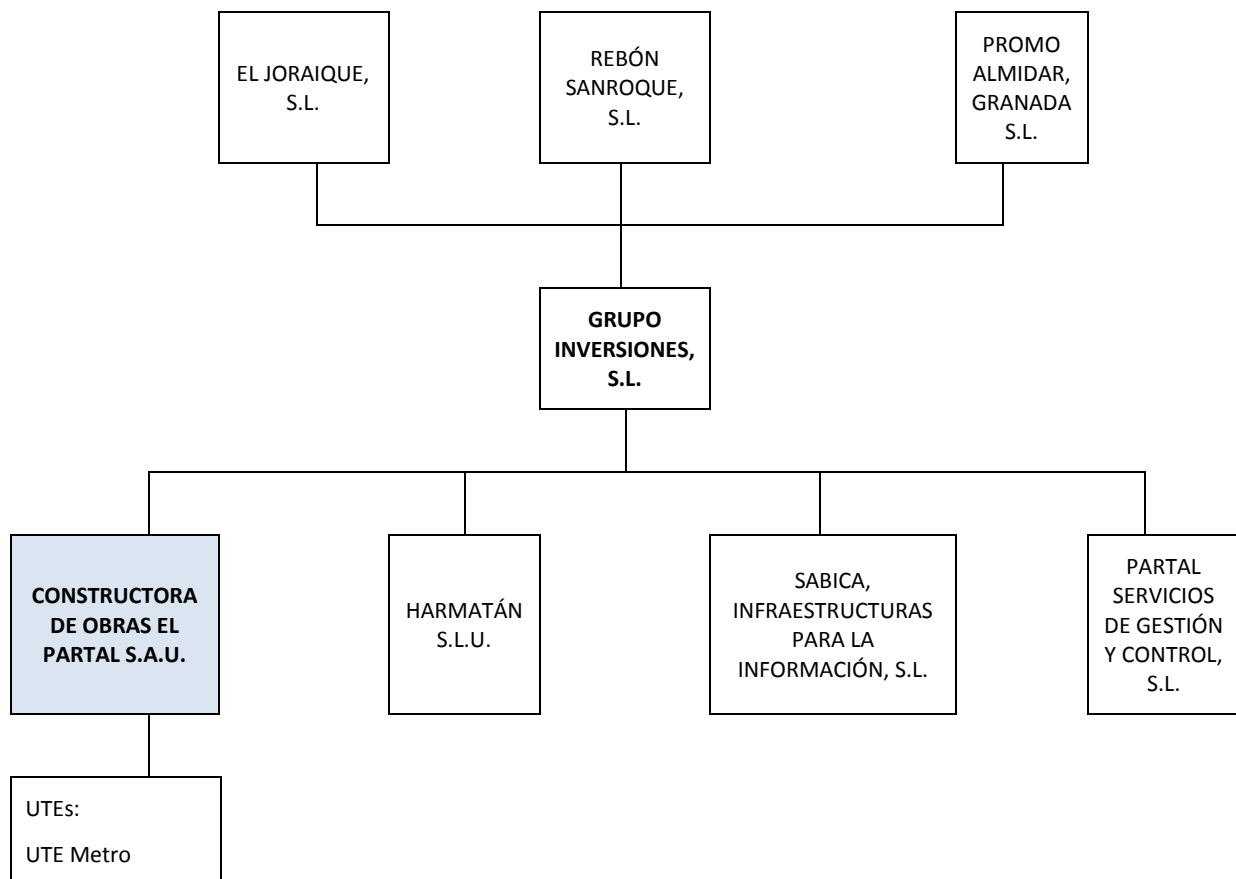 EL JORAIQUE,
S.L.
REBÓN
SANROQUE,
S.L.
PROMO
ALMIDAR,
GRANADA
S.L.
GRUPO
INVERSIONES,
S.L.
CONSTRUCTORA
DE OBRAS EL
PARTAL S.A.U.
HARMATÁN
S.L.U.
SABICA,
INFRAESTRUCTURAS
PARA LA
INFORMACIÓN, S.L.
PARTAL
SERVICIOS
DE GESTIÓN
Y CONTROL,
S.L.
UTEs:
UTE Metro